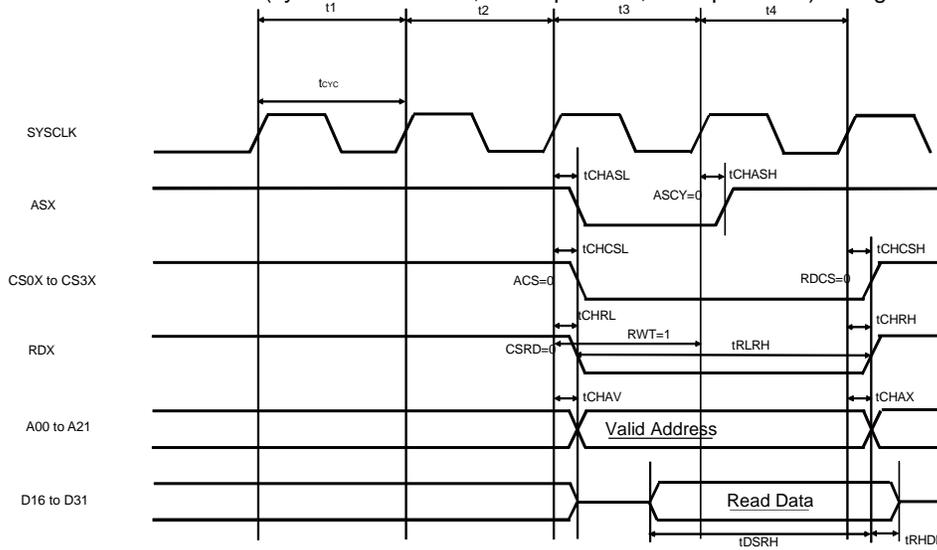 t1 t2 t3 t4
tCYC
SYSCLK
tCHASL tCHASH
ASCY=0
ASX
tCHCSL tCHCSH
CS0X to CS3X
ACS=0 RDCS=0
tCHRL tCHRH
RWT=1
RDX
CSRD=0 tRLRH
tCHAV tCHAX
A00 to A21 Valid Address
D16 to D31 Read Data
tDSRH